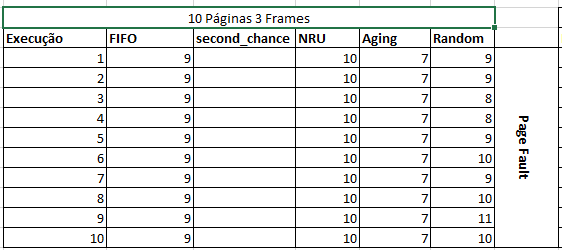 10 Páginas 3 Frames
Execução FIFO second_chance NRU Aging Random
1 9 10 7 9
2 9 10 7 9
3 9 10 7 8
4 9 10 7 8
5 9 10 7 9
6 9 10 7 10
7 9 10 7 9
8 9 10 7 10
9 9 10 7 11
10 9 10 7 10
Page Fault